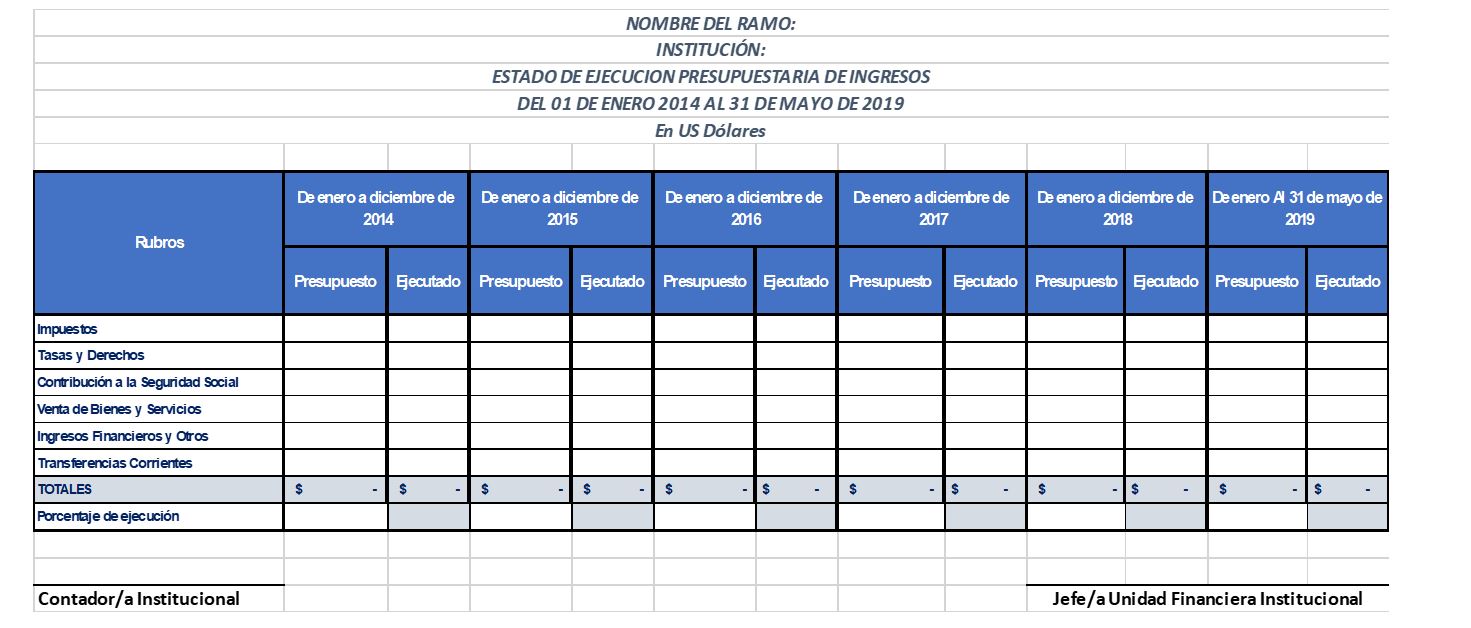 NOMBRE DEL RAMO:
INSTITUCIÓN:
ESTADO DE EJECUCION PRESUPUESTARIA DE INGRESOS
DEL 01 DE ENERO 2014 AL 31 DE MAYO DE 2019
En US Dólares
Rubros
De enero a diciembre de 2014
De enero a diciembre de 2015
De enero a diciembre de 2016
De enero a diciembre de 2017
De enero a diciembre de 2018
De enero Al 31 de mayo de 2019
Presupuesto Ejecutado Presupuesto Ejecutado Presupuesto Ejecutado Presupuesto Ejecutado Presupuesto Ejecutado Presupuesto Ejecutado
Impuestos
Tasas y Derechos
Contribución a la Seguridad Social
Venta de Bienes y Servicios
Ingresos Financieros y Otros
Transferencias Corrientes
TOTALES $ - $ - $ - $ - $ - $ - $ - $ - $ - $ - $ - $ -
Porcentaje de ejecución
Contador/a Institucional Jefe/a Unidad Financiera Institucional